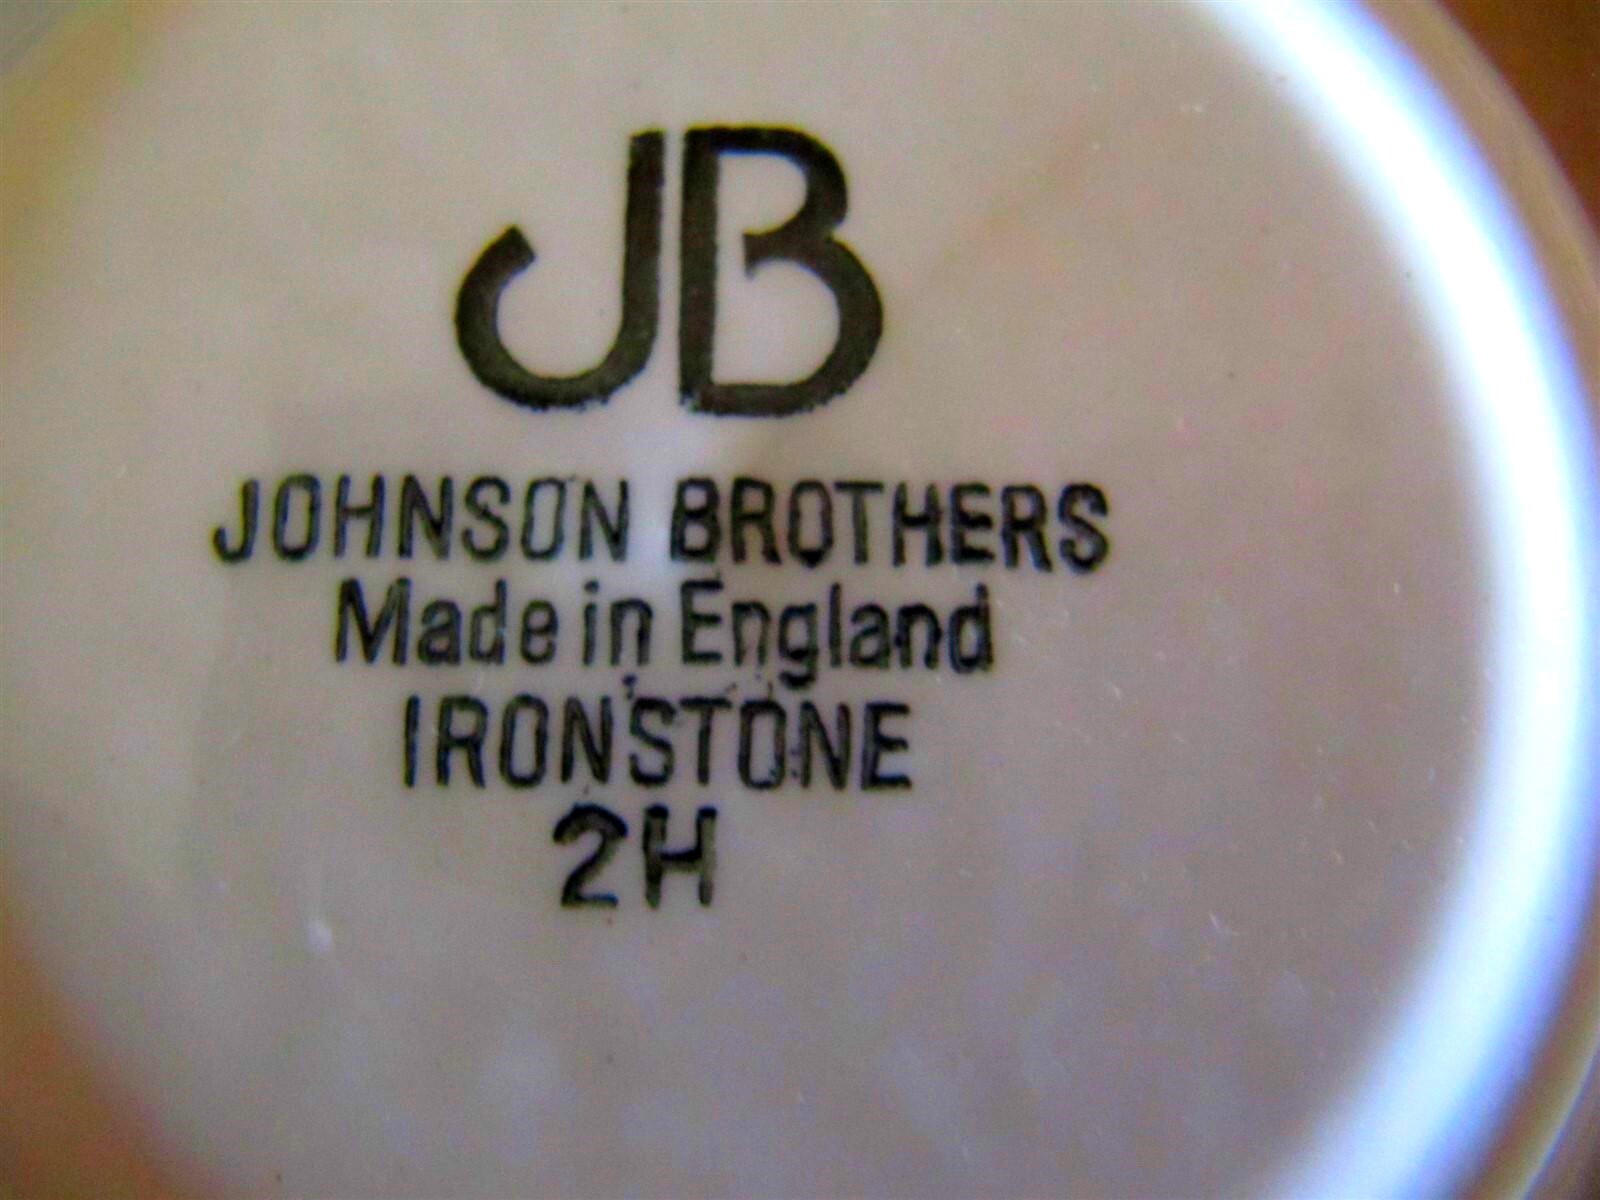 JB
JOHNSON BROTHERS
Made in England
IRONSTONE
2H